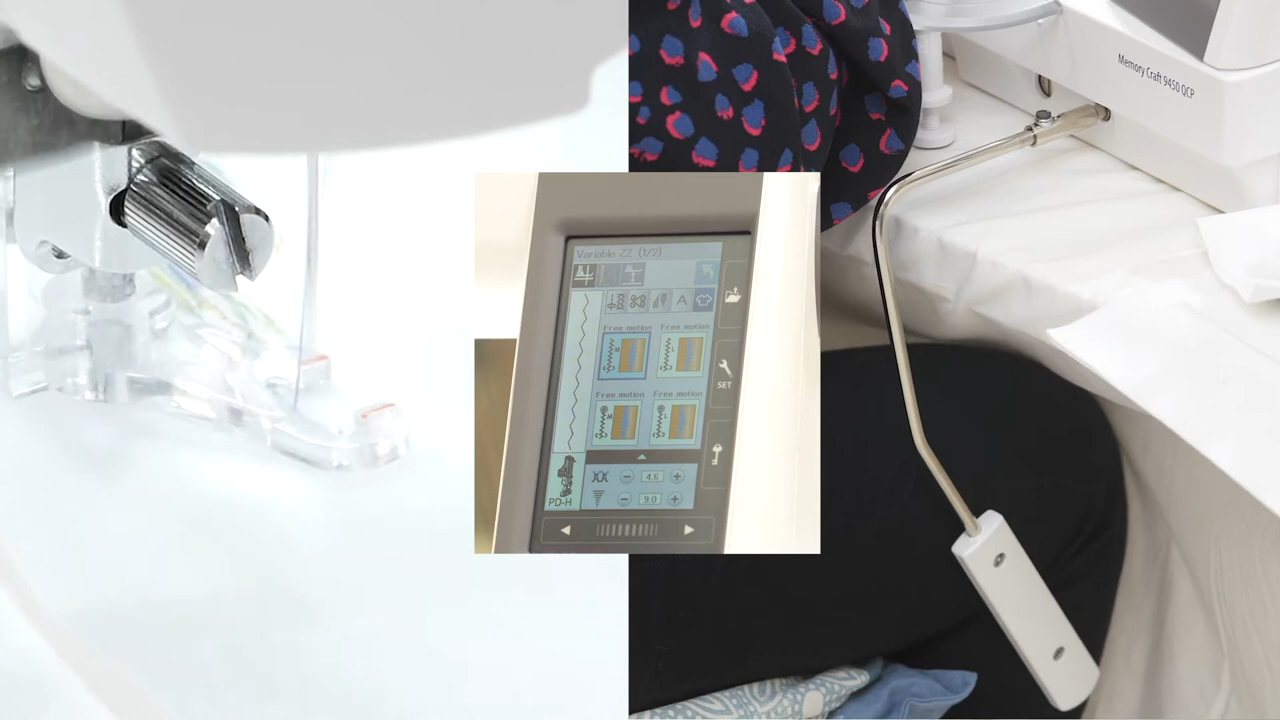 Memory Craft 9450 QCP
Variable ZZ (1/2)
A
Free motion Free motion
M L
SET
Free motion Free motion
M L
4.6
PD-H
9.0